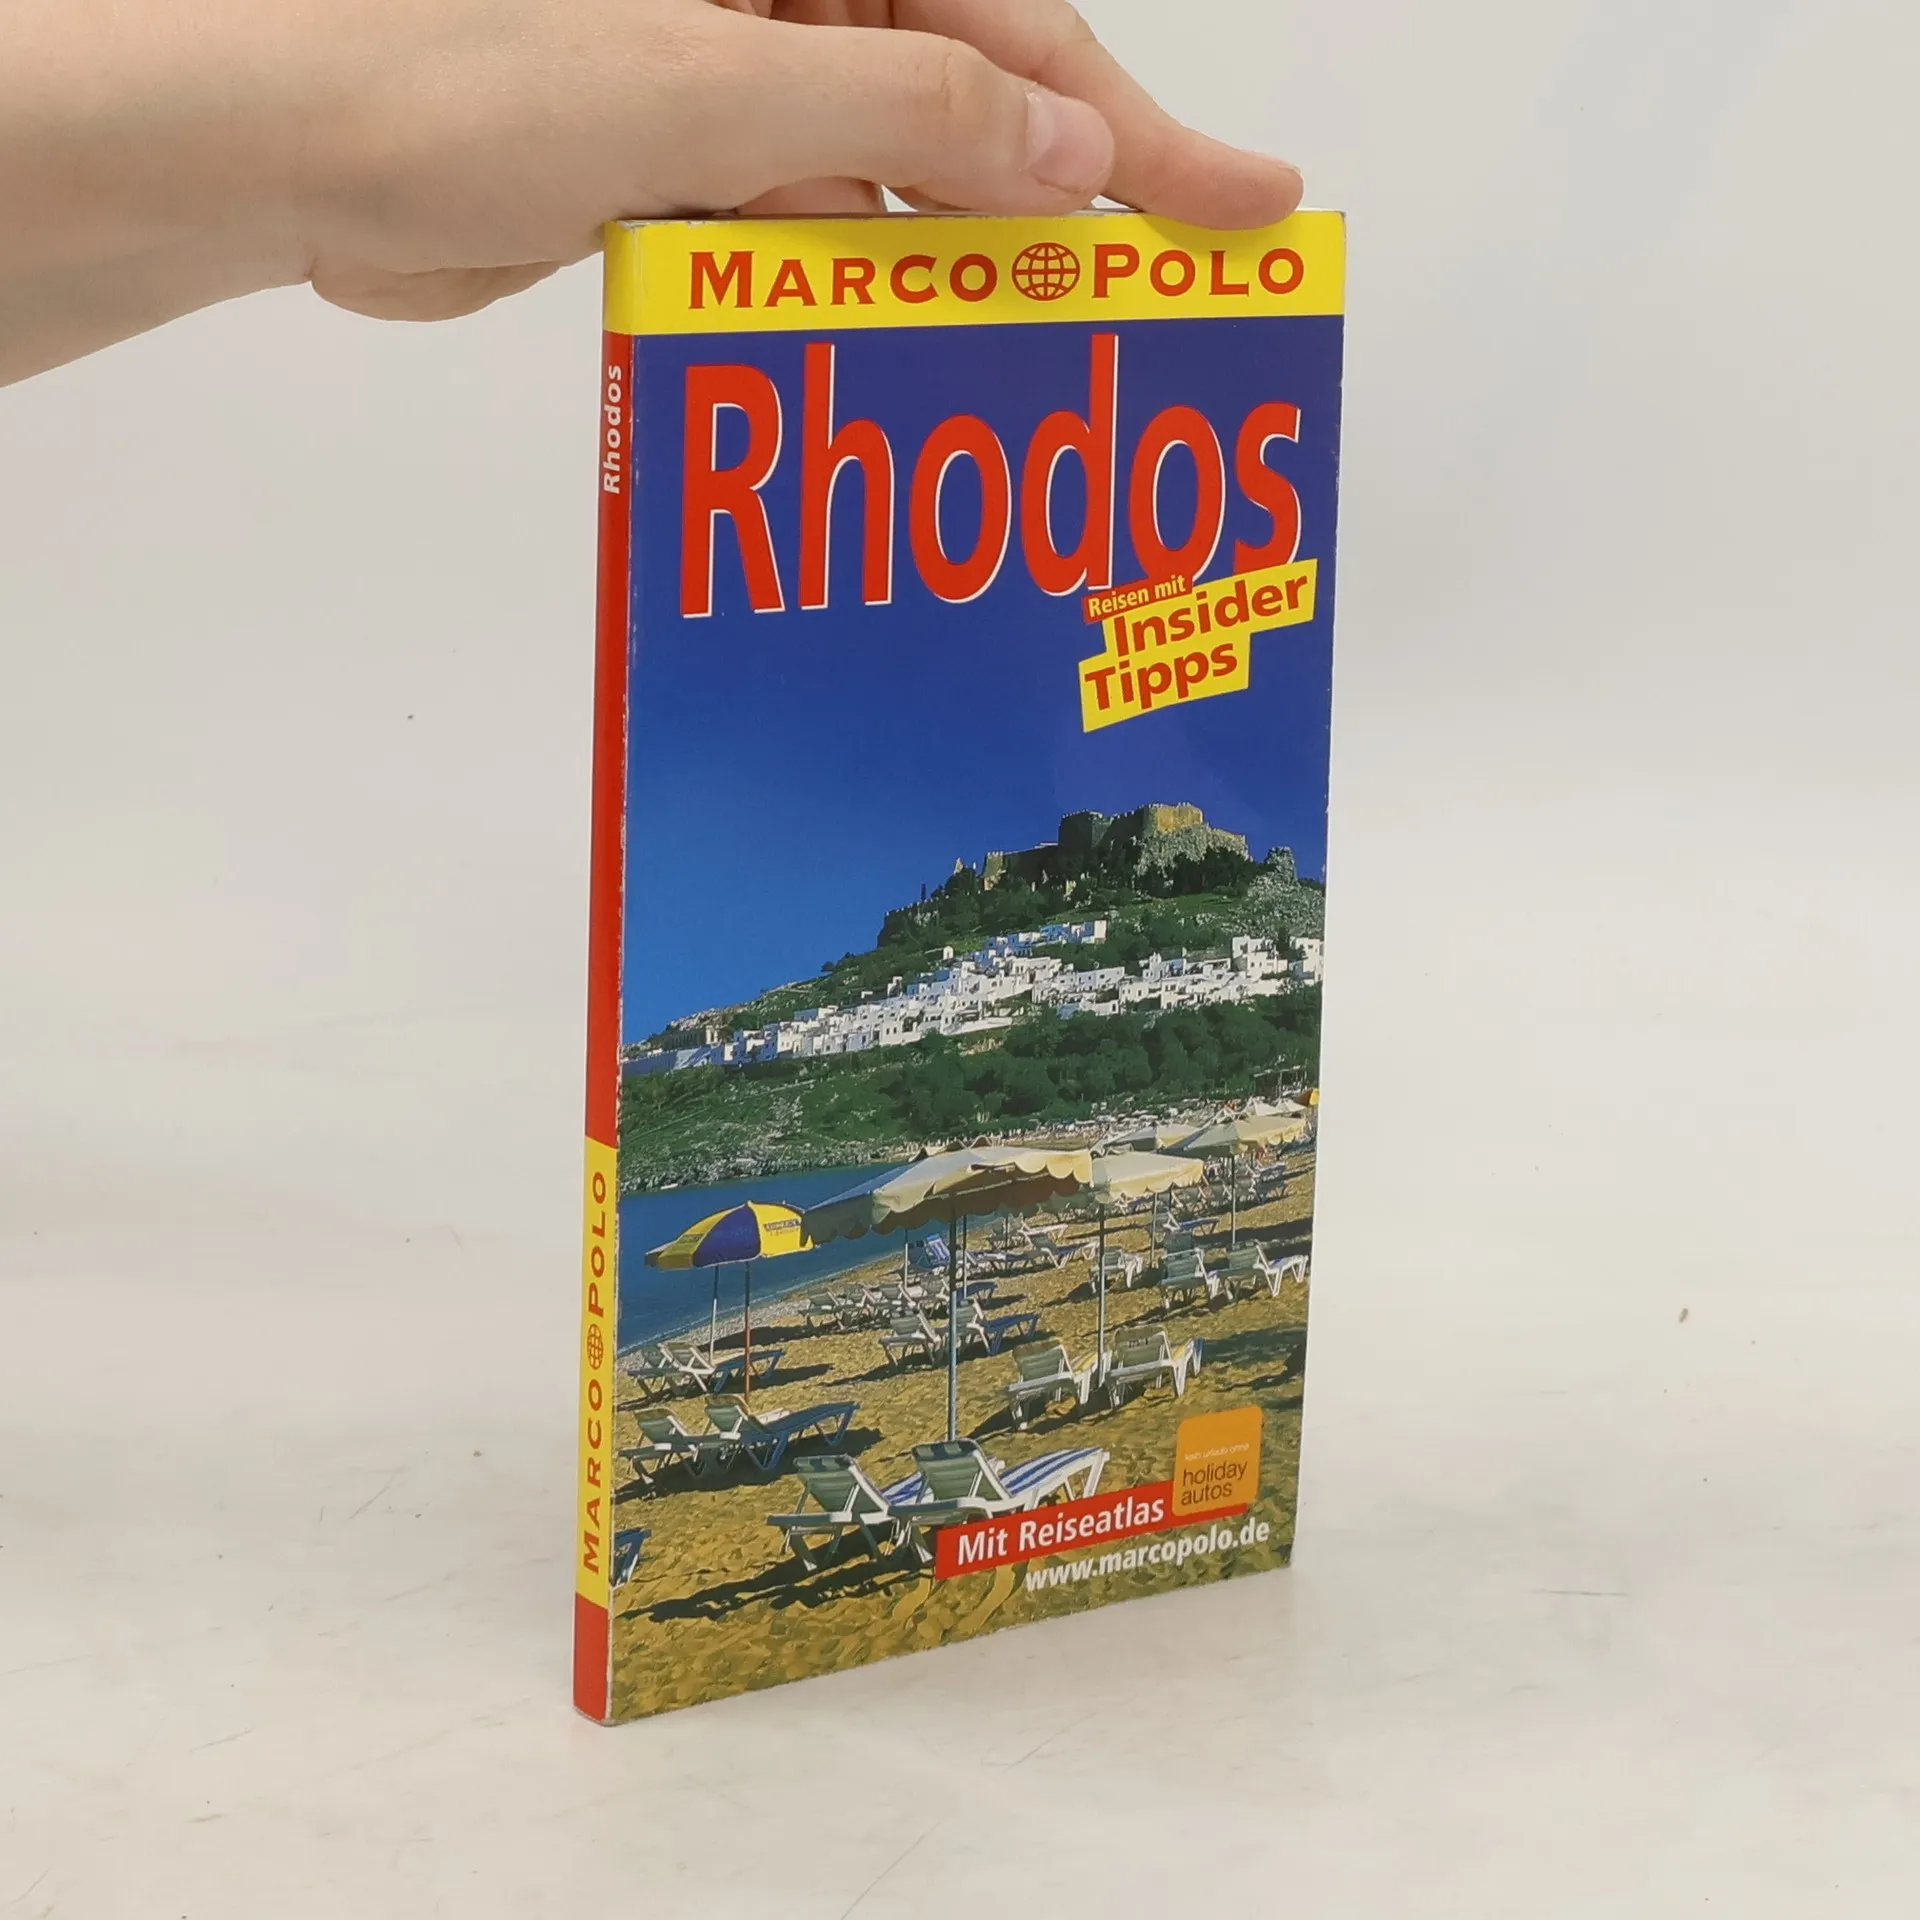 MARCO POLO
Rhodos
Reisen mit
Insider
Tipps
holiday
autos
Mit Reiseatlas
www.marcopolo.de
Rhodos
MARCO POLO